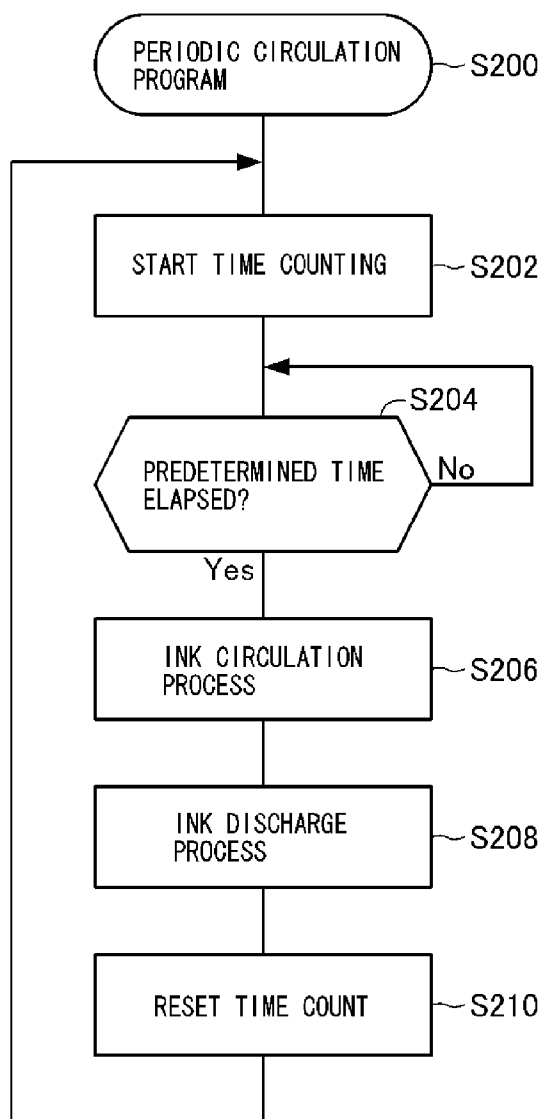 PERIODIC CIRCULATION
PROGRAM
S200
START TIME COUNTING
S202
S204
PREDETERMINED TIME
ELAPSED?
No
Yes
INK CIRCULATION
PROCESS
S206
INK DISCHARGE
PROCESS
S208
RESET TIME COUNT
S210